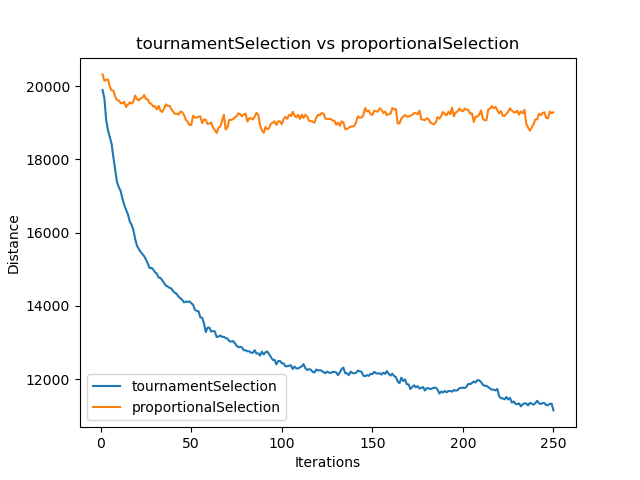 tournamentSelection vs proportionalSelection
20000
18000
16000
14000
12000
Distance
tournamentSelection
proportionalSelection
0
50
100
150
200
250
Iterations